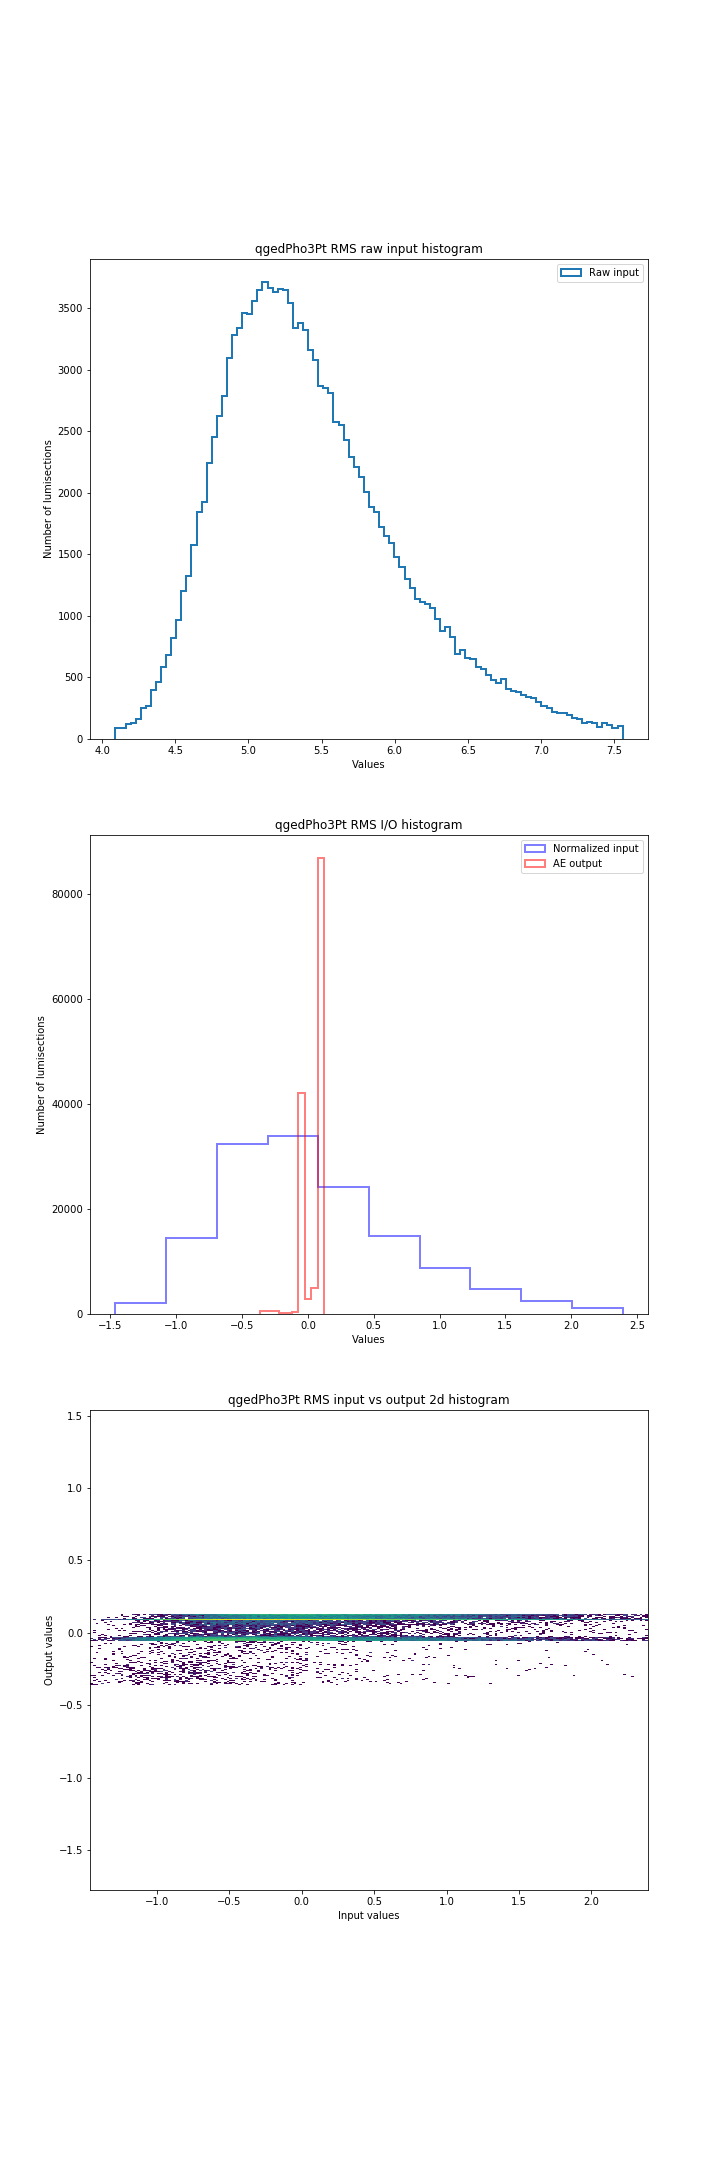 qgedPho3Pt RMS raw input histogram
Raw input
3500
3000
2500
2000
1500
1000
500
0
Number of lumisections
4.0 4.5 5.0 5.5 6.0 6.5 7.0 7.5
Values
qgedPho3Pt RMS I/O histogram
Normalized input
AE output
80000
60000
40000
20000
0
Number of lumisections
−1.5 −1.0 −0.5 0.0 0.5 1.0 1.5 2.0 2.5
Values
qgedPho3Pt RMS input vs output 2d histogram
1.5
1.0
0.5
0.0
−0.5
−1.0
−1.5
Output values
−1.0 −0.5 0.0 0.5 1.0 1.5 2.0
Input values